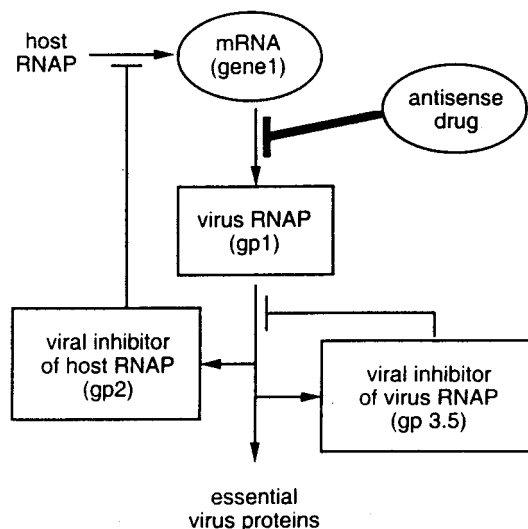 host
RNAP
mRNA
(gene1)
antisense
drug
virus RNAP
(gp1)
viral inhibitor
of host RNAP
(gp2)
viral inhibitor
of virus RNAP
(gp 3.5)
essential
virus proteins